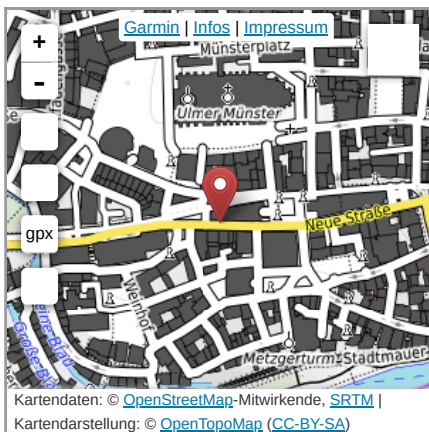 Garmin | Infos | Impressum
+
Münsterplatz
-
Ulmer Münster
Neue Straße
gpx
Weinhof
Große Blau
Metzgerturm
Stadtmauer
Kartendaten: © OpenStreetMap-Mitwirkende, SRTM |
Kartendarstellung: © OpenTopoMap (CC-BY-SA)